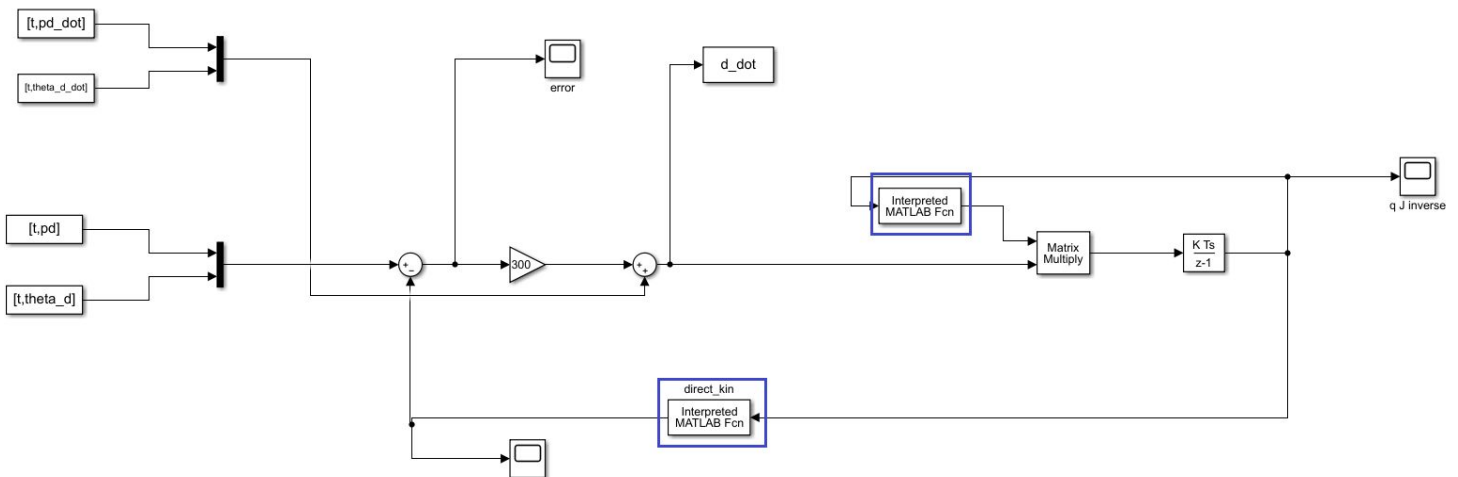 [t,pd_dot]
[t,theta_d_dot]
error
d_dot
Interpreted
MATLAB Fcn
q J inverse
[t,pd]
[t,theta_d]
+
−
300
+
+
Matrix
Multiply
K Ts
z-1
direct_kin
Interpreted
MATLAB Fcn